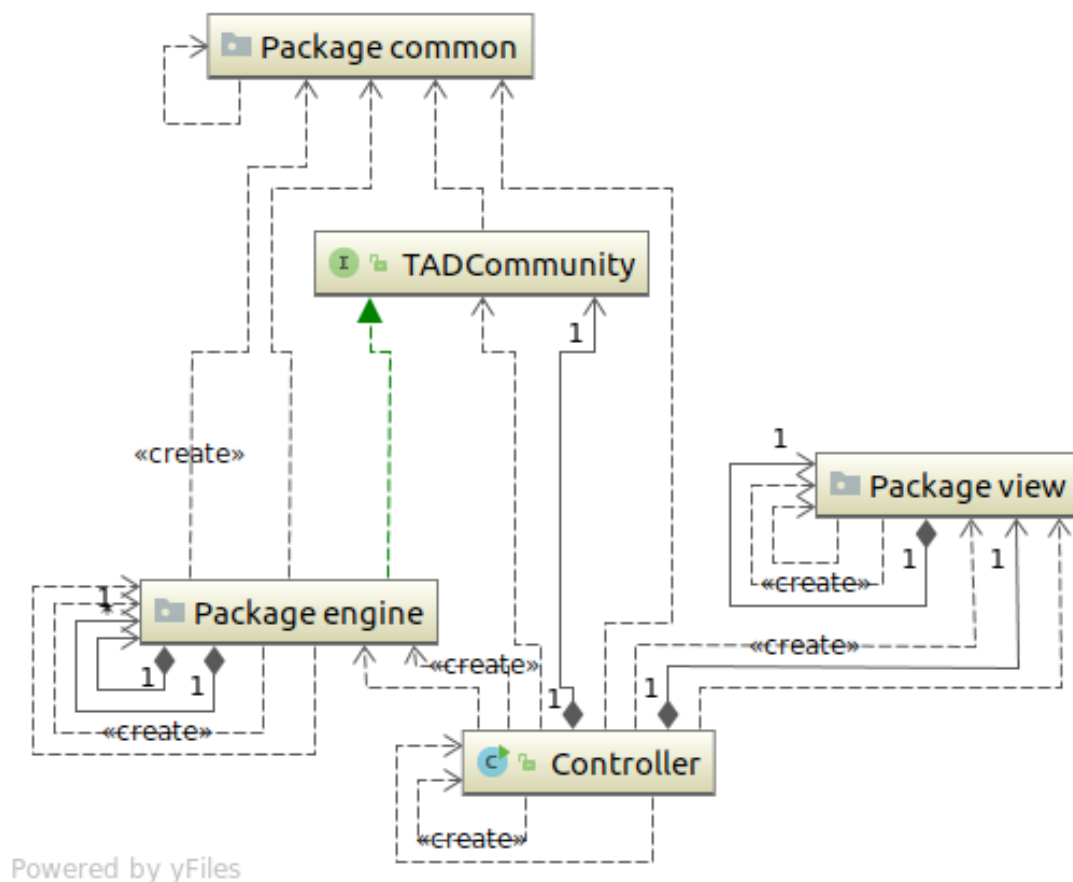 Package common
I TADCommunity
1
«create»
1
Package view
1
1
«create»
1
*
Package engine
«create»
«create»
1
1
1
1
«create»
C Controller
«create»
Powered by yFiles